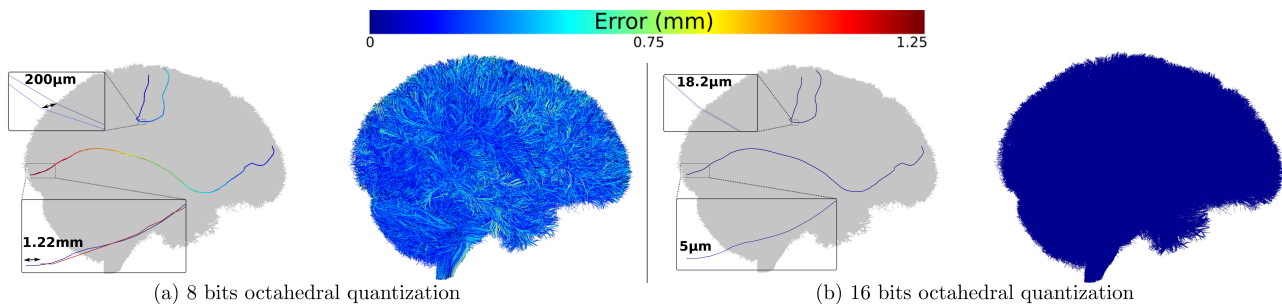 Error (mm)
0 0.75 1.25
200μm
1.22mm
18.2μm
5μm
(a) 8 bits octahedral quantization
(b) 16 bits octahedral quantization